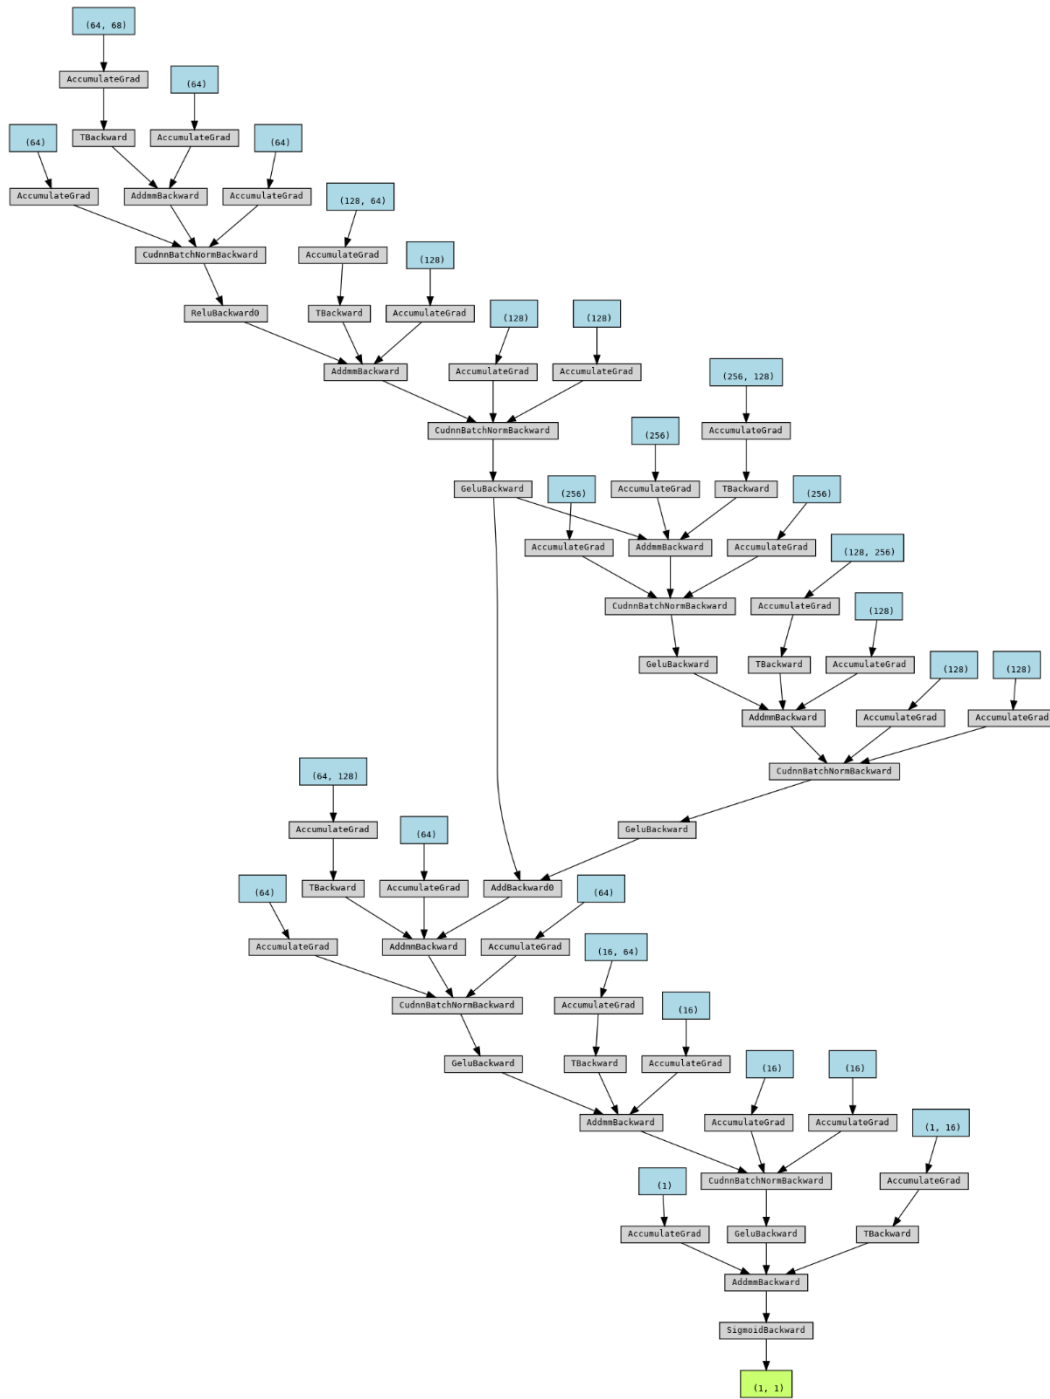 (64, 68)
AccumulateGrad
(64)
TBackward
AccumulateGrad
(64)
(64)
AccumulateGrad
AddmmBackward
AccumulateGrad
(128, 64)
CudnnBatchNormBackward
AccumulateGrad
(128)
ReluBackward0
TBackward
AccumulateGrad
(128)
(128)
AddmmBackward
AccumulateGrad
AccumulateGrad
(256, 128)
CudnnBatchNormBackward
(256)
AccumulateGrad
GeluBackward
(256)
AccumulateGrad
TBackward
(256)
AccumulateGrad
AddmmBackward
AccumulateGrad
(128, 256)
CudnnBatchNormBackward
AccumulateGrad
(128)
GeluBackward
TBackward
AccumulateGrad
(128)
(128)
AddmmBackward
AccumulateGrad
AccumulateGrad
(64, 128)
CudnnBatchNormBackward
AccumulateGrad
(64)
GeluBackward
(64)
TBackward
AccumulateGrad
AddBackward0
(64)
AccumulateGrad
AddmmBackward
AccumulateGrad
(16, 64)
CudnnBatchNormBackward
AccumulateGrad
(16)
GeluBackward
TBackward
AccumulateGrad
(16)
(16)
AddmmBackward
AccumulateGrad
AccumulateGrad
(1, 16)
(1)
CudnnBatchNormBackward
AccumulateGrad
AccumulateGrad
GeluBackward
TBackward
AddmmBackward
SigmoidBackward
(1, 1)